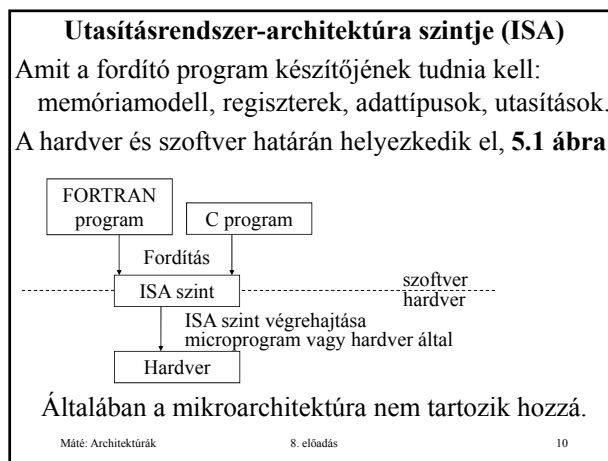 Utasításrendszer-architektúra szintje (ISA)
Amit a fordító program készítőjének tudnia kell:
memóriamodell, regiszterek, adattípusok, utasítások.
A hardver és szoftver határán helyezkedik el, 5.1 ábra
FORTRAN
program
C program
Fordítás
ISA szint
szoftver
hardver
ISA szint végrehajtása
microprogram vagy hardver által
Hardver
Általában a mikroarchitektúra nem tartozik hozzá.
Máté: Architektúrák
8. előadás
10